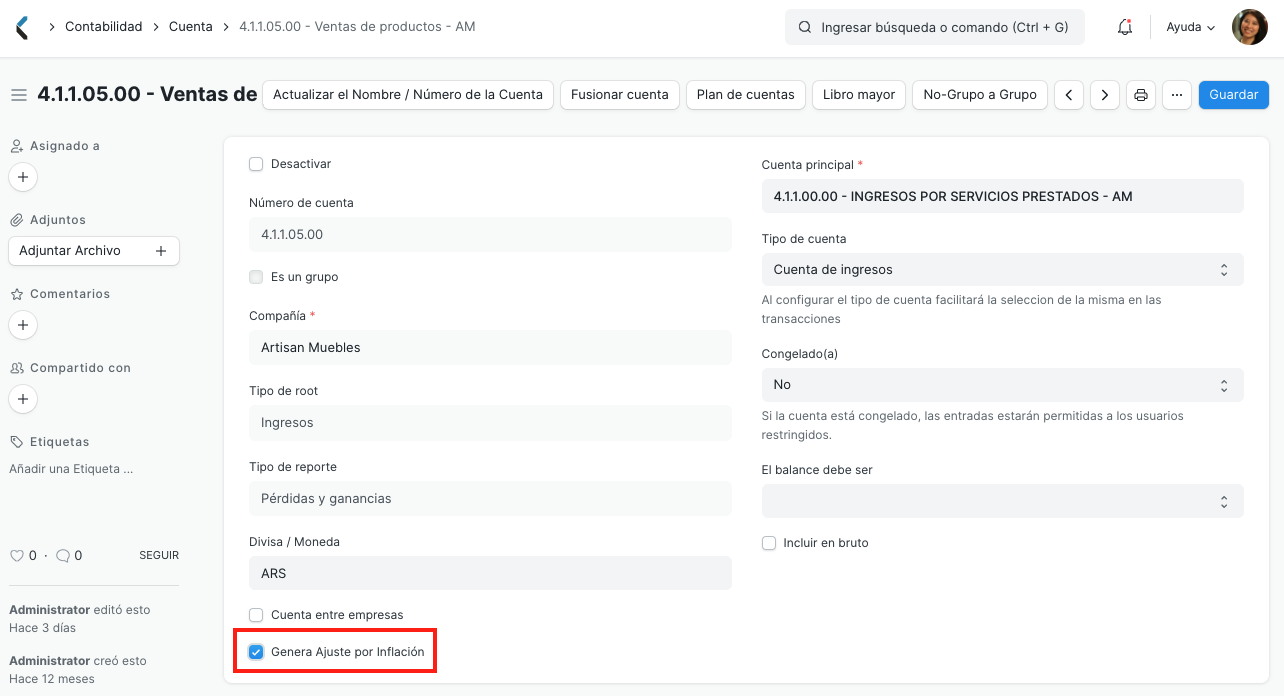 Contabilidad
Cuenta
4.1.1.05.00 - Ventas de productos - AM
Ingresar búsqueda o comando (Ctrl + G)
Ayuda
4.1.1.05.00 - Ventas de
Actualizar el Nombre / Número de la Cuenta
Fusionar cuenta
Plan de cuentas
Libro mayor
No-Grupo a Grupo
...
Guardar
Asignado a
+
Adjuntos
Adjuntar Archivo +
Comentarios
+
Compartido con
+
Etiquetas
Añadir una Etiqueta ...
0 · 0 SEGUIR
Administrator editó esto
Hace 3 días
Administrator creó esto
Hace 12 meses
Desactivar
Número de cuenta
4.1.1.05.00
Es un grupo
Compañía *
Artisan Muebles
Tipo de root
Ingresos
Tipo de reporte
Pérdidas y ganancias
Divisa / Moneda
ARS
Cuenta entre empresas
Genera Ajuste por Inflación
Cuenta principal *
4.1.1.00.00 - INGRESOS POR SERVICIOS PRESTADOS - AM
Tipo de cuenta
Cuenta de ingresos
Al configurar el tipo de cuenta facilitará la seleccion de la misma en las
transacciones
Congelado(a)
No
Si la cuenta está congelado, las entradas estarán permitidas a los usuarios
restringidos.
El balance debe ser
Incluir en bruto